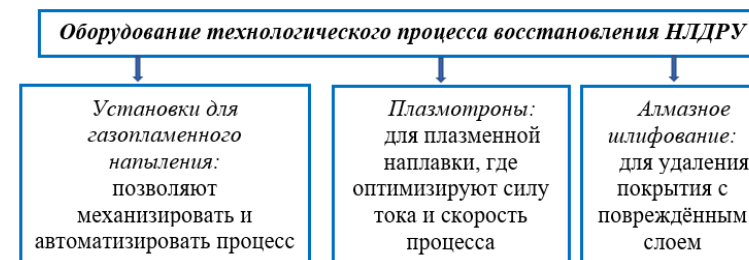 Оборудование технологического процесса восстановления НЛДРУ
Установки для
газопламенного
напыления:
позволяют
механизировать и
автоматизировать процесс
Плазмотроны:
для плазменной
наплавки, где
оптимизируют силу
тока и скорость
процесса
Алмазное
шлифование:
для удаления
покрытия с
повреждённым
слоем